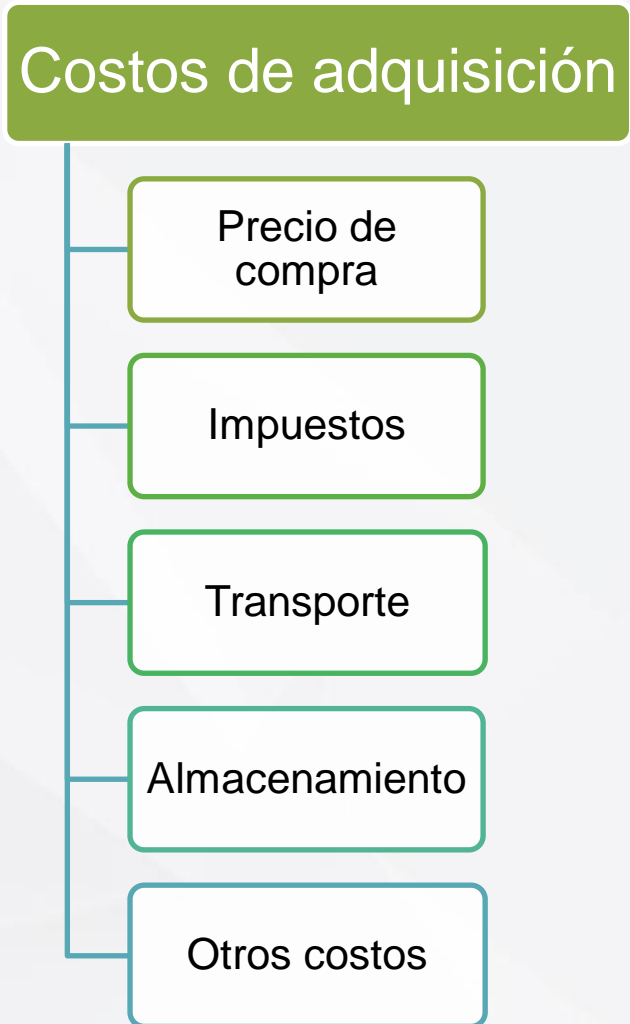 Costos de adquisición
Precio de
compra
Impuestos
Transporte
Almacenamiento
Otros costos